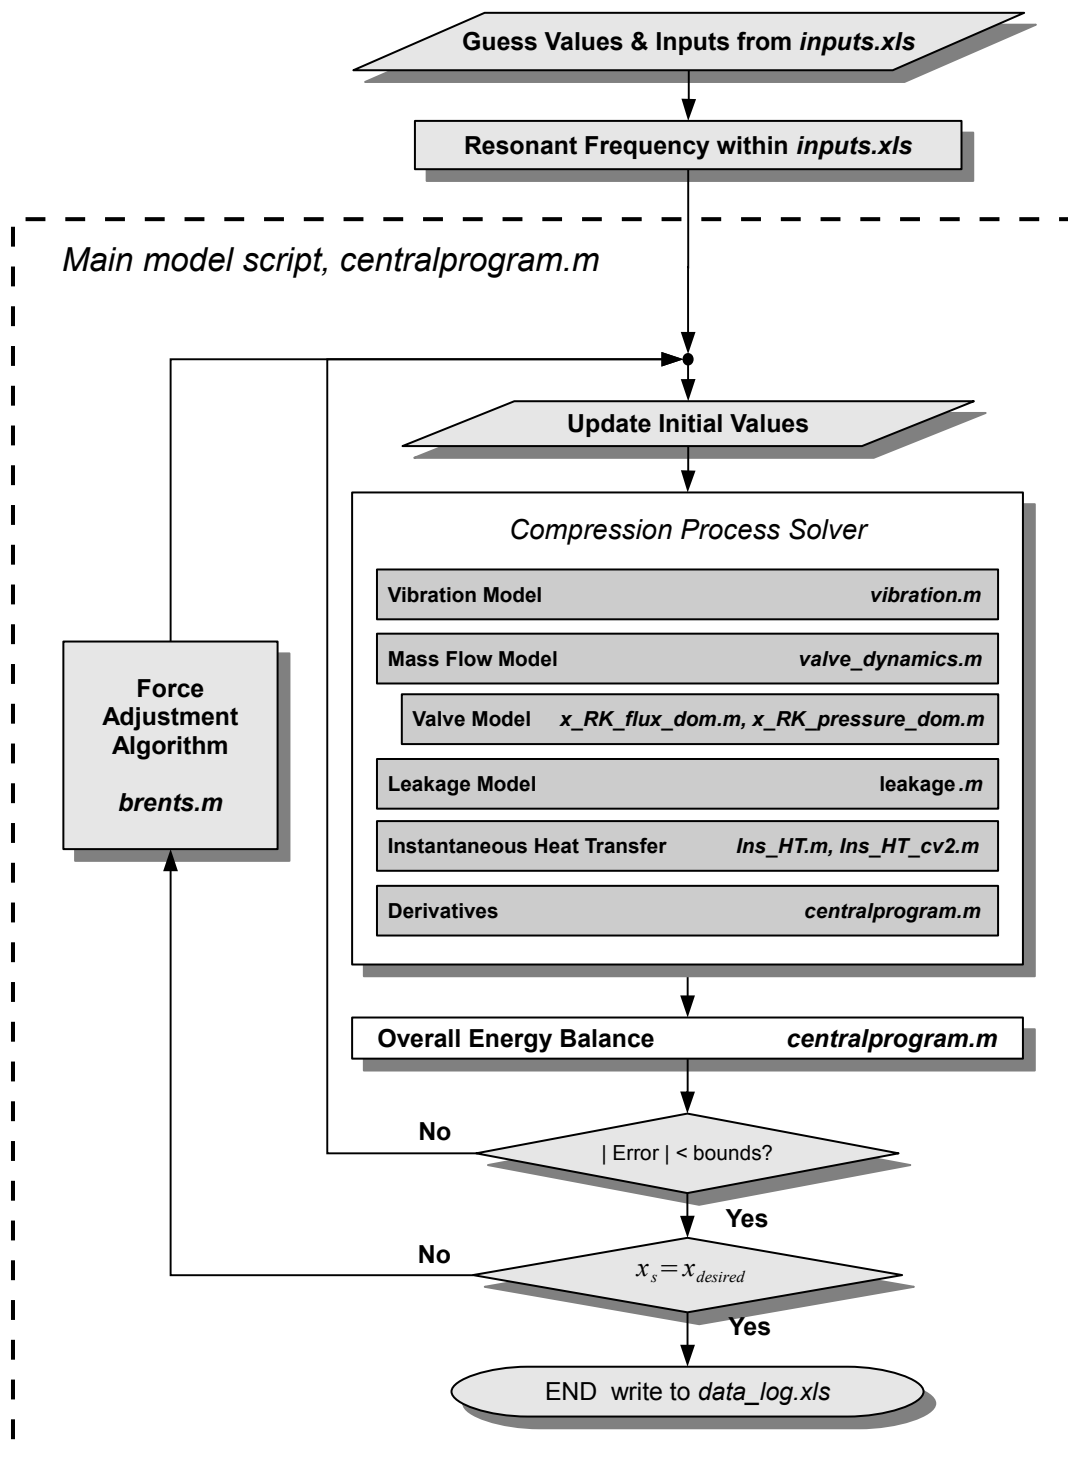 Guess Values & Inputs from inputs.xls
Resonant Frequency within inputs.xls
Main model script, centralprogram.m
Update Initial Values
Compression Process Solver
Vibration Model vibration.m
Mass Flow Model valve_dynamics.m
Valve Model x_RK_flux_dom.m, x_RK_pressure_dom.m
Leakage Model leakage.m
Instantaneous Heat Transfer Ins_HT.m, Ins_HT_cv2.m
Derivatives centralprogram.m
Force
Adjustment
Algorithm
brents.m
Overall Energy Balance centralprogram.m
No
| Error | < bounds?
Yes
No
x_s = x_desired
Yes
END write to data_log.xls